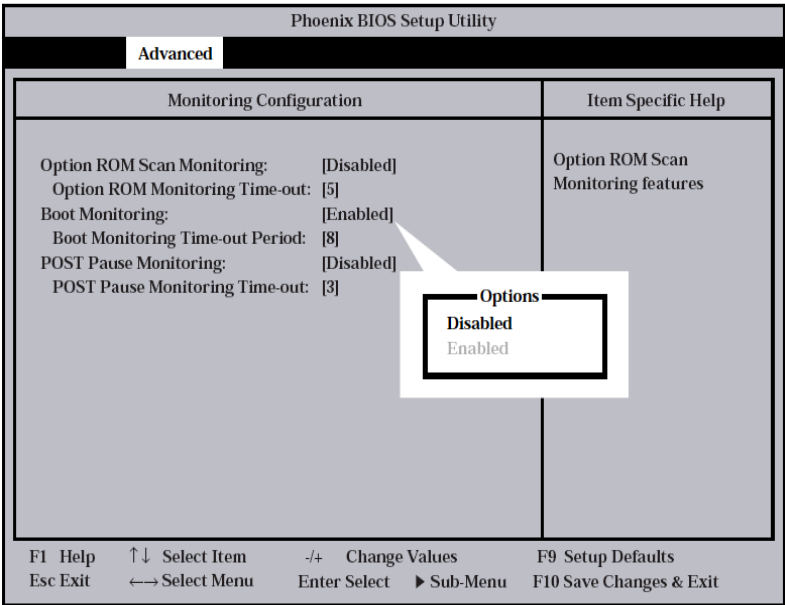 Phoenix BIOS Setup Utility
Advanced
Monitoring Configuration
Item Specific Help
Option ROM Scan Monitoring: [Disabled]
Option ROM Monitoring Time-out: [5]
Boot Monitoring: [Enabled]
Boot Monitoring Time-out Period: [8]
POST Pause Monitoring: [Disabled]
POST Pause Monitoring Time-out: [3]
Option ROM Scan
Monitoring features
Options
Disabled
Enabled
F1 Help ↑↓ Select Item -/+ Change Values F9 Setup Defaults
Esc Exit ←→ Select Menu Enter Select ▶ Sub-Menu F10 Save Changes & Exit